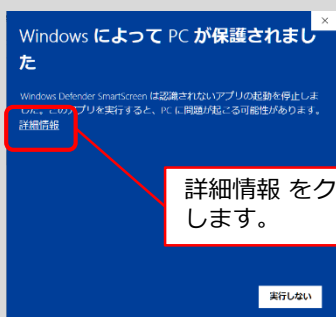 Windows によって PC が保護されまし
た
Windows Defender SmartScreen は認識されないアプリの起動を停止しま
した。このアプリを実行すると、PC に問題が起こる可能性があります。
詳細情報
詳細情報 をク
します。
実行しない